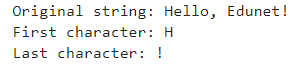 Original string: Hello, Edunet!
First character: H
Last character: !